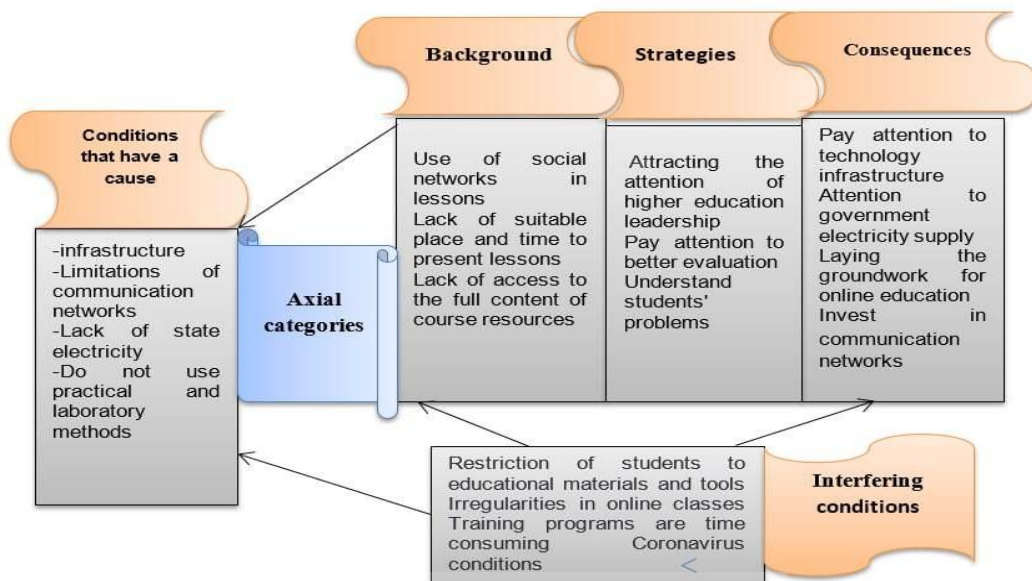 Background
Strategies
Consequences
Conditions
that have a
cause
-infrastructure
-Limitations of
communication
networks
-Lack of state
electricity
-Do not use
practical and
laboratory
methods
Axial
categories
Use of social
networks in
lessons
Lack of suitable
place and time to
present lessons
Lack of access to
the full content of
course resources
Attracting the
attention of
higher education
leadership
Pay attention to
better evaluation
Understand
students'
problems
Pay attention to
technology
infrastructure
Attention to
government
electricity supply
Laying the
groundwork for
online education
Invest in
communication
networks
Restriction of students to
educational materials and tools
Irregularities in online classes
Training programs are time
consuming Coronavirus
conditions
Interfering
conditions